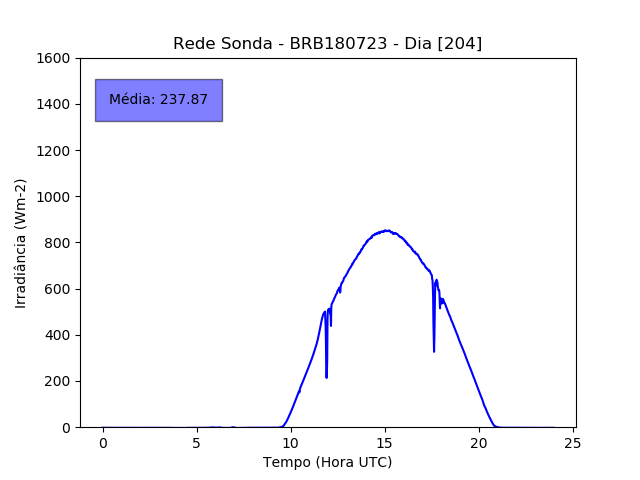 Rede Sonda - BRB180723 - Dia [204]
1600
1400
1200
1000
800
600
400
200
0
Média: 237.87
Irradiância (Wm-2)
0 5 10 15 20 25
Tempo (Hora UTC)